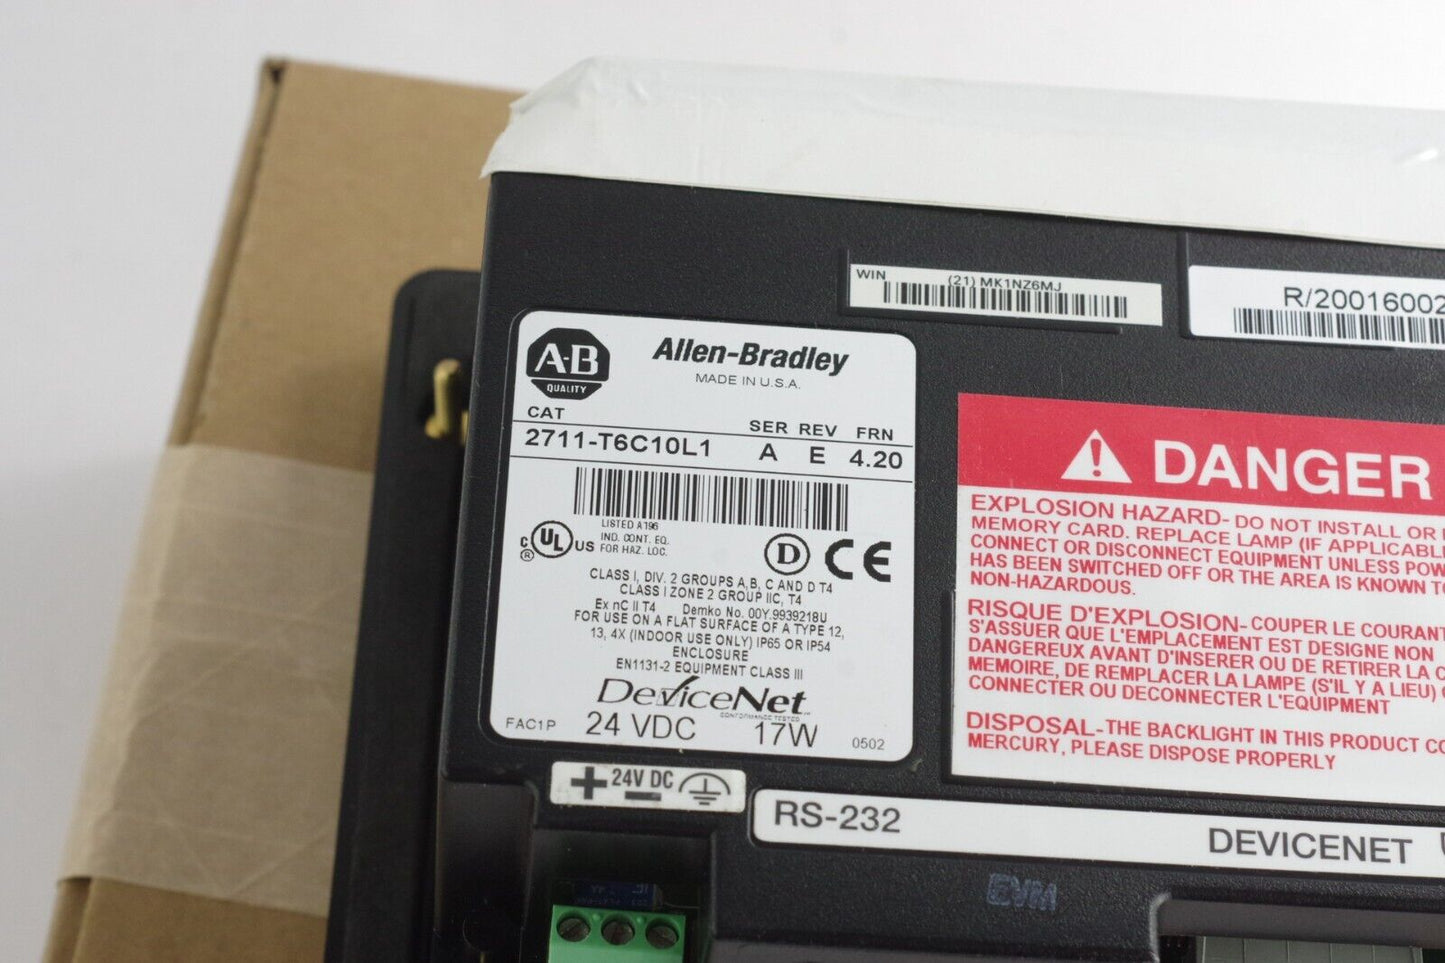 WIN
(21) MK1NZ6MJ
R/20016002
A-B
QUALITY
Allen-Bradley
MADE IN U.S.A.
CAT
SER REV FRN
2711-T6C10L1 A E 4.20
LISTED A196
IND. CONT. EQ.
FOR HAZ. LOC.
C UL US
®
D CE
CLASS I, DIV. 2 GROUPS A, B, C AND D T4
CLASS I ZONE 2 GROUP IIC, T4
Ex nC II T4 Demko No. 00Y.9939218U
FOR USE ON A FLAT SURFACE OF A TYPE 12,
13, 4X (INDOOR USE ONLY) IP65 OR IP54
ENCLOSURE
EN1131-2 EQUIPMENT CLASS III
DeviceNet
CONFORMANCE TESTED
FAC1P 24 VDC 17W 0502
DANGER
EXPLOSION HAZARD- DO NOT INSTALL OR
MEMORY CARD. REPLACE LAMP (IF APPLICABLE
CONNECT OR DISCONNECT EQUIPMENT UNLESS POW
HAS BEEN SWITCHED OFF OR THE AREA IS KNOWN TO
NON-HAZARDOUS.
RISQUE D'EXPLOSION- COUPER LE COURANT
S'ASSUER QUE L'EMPLACEMENT EST DESIGNE NON
DANGEREUX AVANT D'INSERER OU DE RETIRER LA C
MEMOIRE, DE REMPLACER LA LAMPE (S'IL Y A LIEU)
CONNECTER OU DECONNECTER L'EQUIPMENT
DISPOSAL-THE BACKLIGHT IN THIS PRODUCT CO
MERCURY, PLEASE DISPOSE PROPERLY
+ 24V DC -
RS-232
DEVICENET